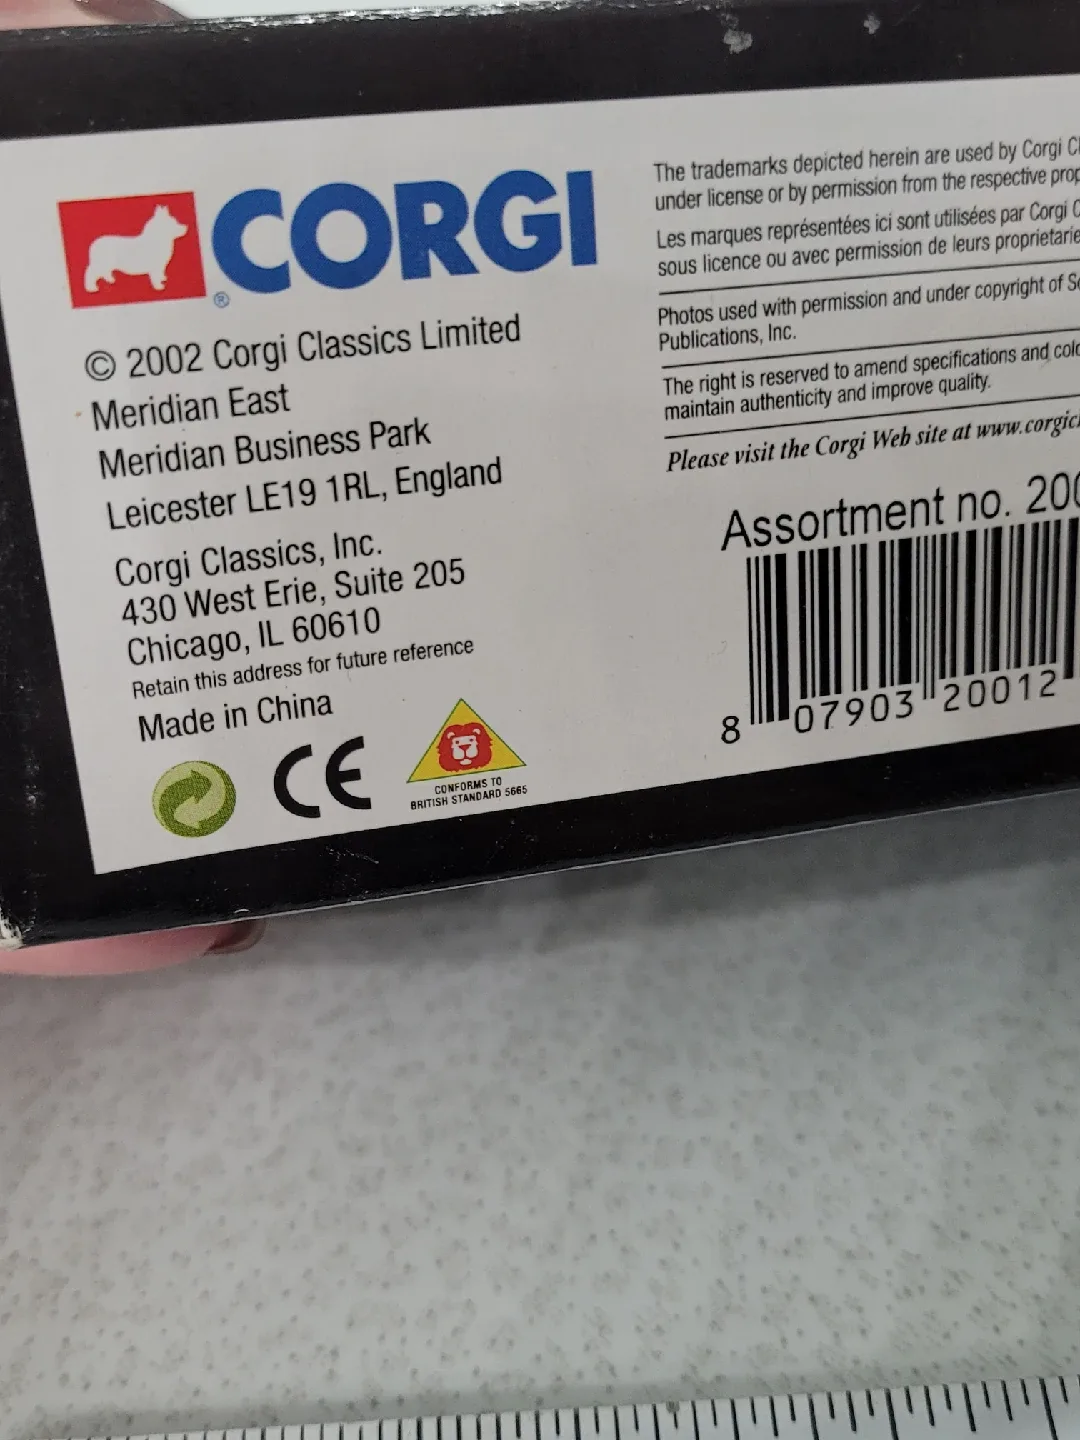 CORGI
®
© 2002 Corgi Classics Limited
Meridian East
Meridian Business Park
Leicester LE19 1RL, England
Corgi Classics, Inc.
430 West Erie, Suite 205
Chicago, IL 60610
Retain this address for future reference
Made in China
CE
CONFORMS TO
BRITISH STANDARD 5665
The trademarks depicted herein are used by Corgi
under license or by permission from the respective
Les marques représentées ici sont utilisées par Corgi
sous licence ou avec permission de leurs
Photos used with permission and under copyright of
Publications, Inc.
The right is reserved to amend specifications and
maintain authenticity and improve quality.
Please visit the Corgi Web site at
Assortment no.
8 07903 20012